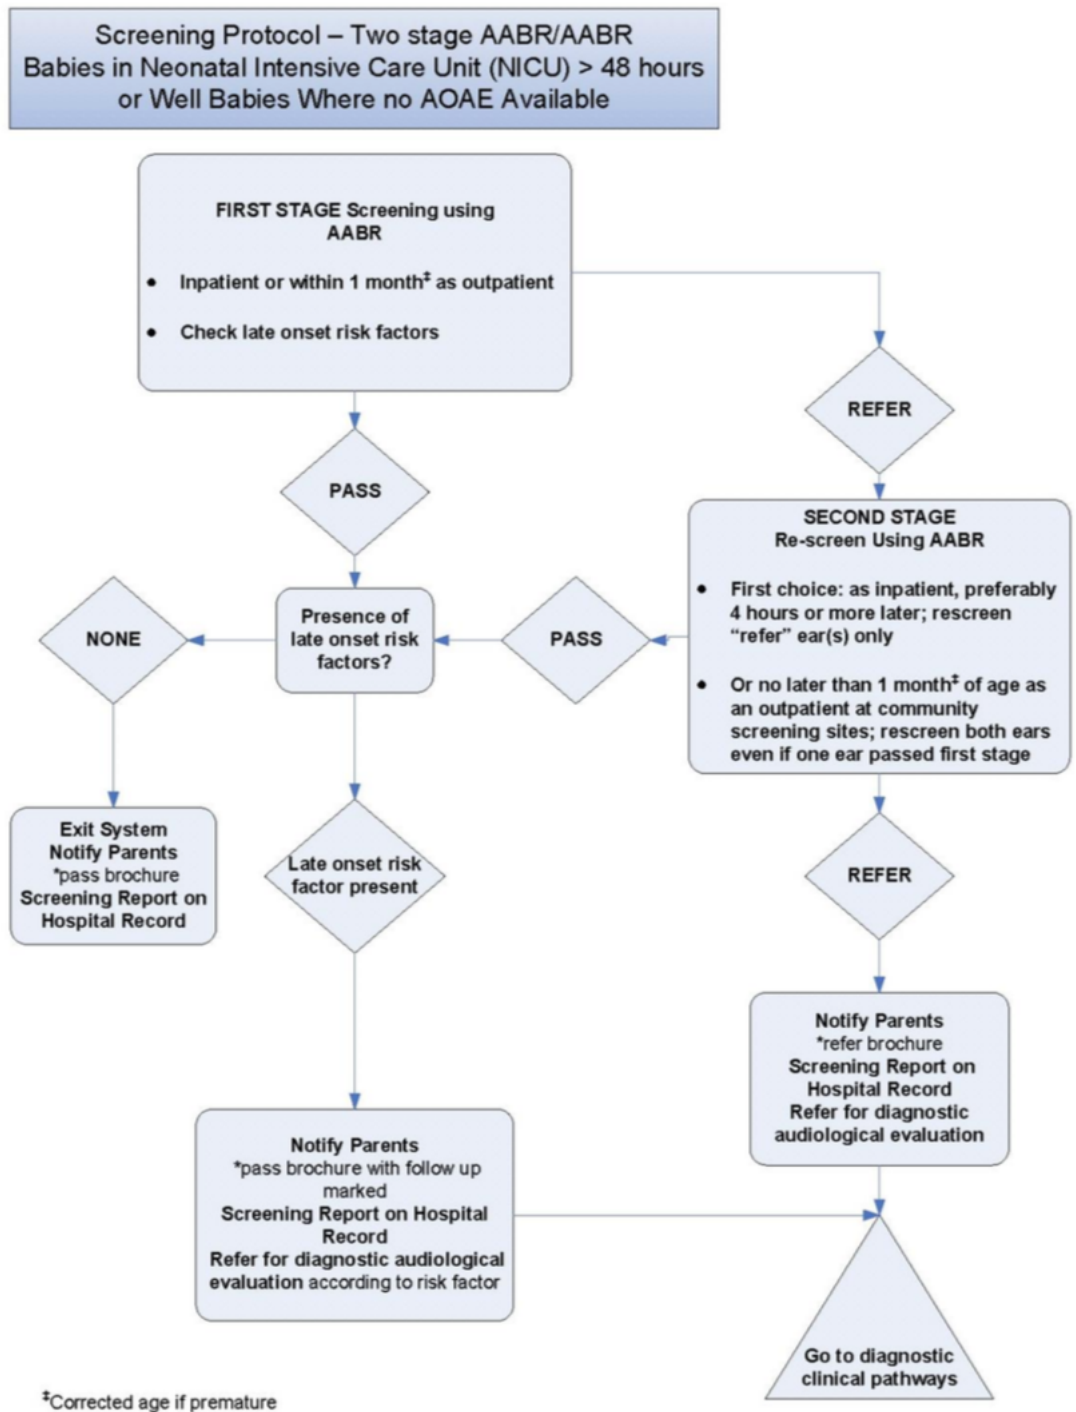 Screening Protocol – Two stage AABR/AABR
Babies in Neonatal Intensive Care Unit (NICU) > 48 hours
or Well Babies Where no AOAE Available
FIRST STAGE Screening using
AABR
• Inpatient or within 1 month‡ as outpatient
• Check late onset risk factors
REFER
PASS
SECOND STAGE
Re-screen Using AABR
• First choice: as inpatient, preferably
4 hours or more later; rescreen
“refer” ear(s) only
• Or no later than 1 month‡ of age as
an outpatient at community
screening sites; rescreen both ears
even if one ear passed first stage
PASS
Presence of
late onset risk
factors?
NONE
Exit System
Notify Parents
*pass brochure
Screening Report on
Hospital Record
Late onset risk
factor present
REFER
Notify Parents
*refer brochure
Screening Report on
Hospital Record
Refer for diagnostic
audiological evaluation
Notify Parents
*pass brochure with follow up
marked
Screening Report on Hospital
Record
Refer for diagnostic audiological
evaluation according to risk factor
Go to diagnostic
clinical pathways
‡Corrected age if premature